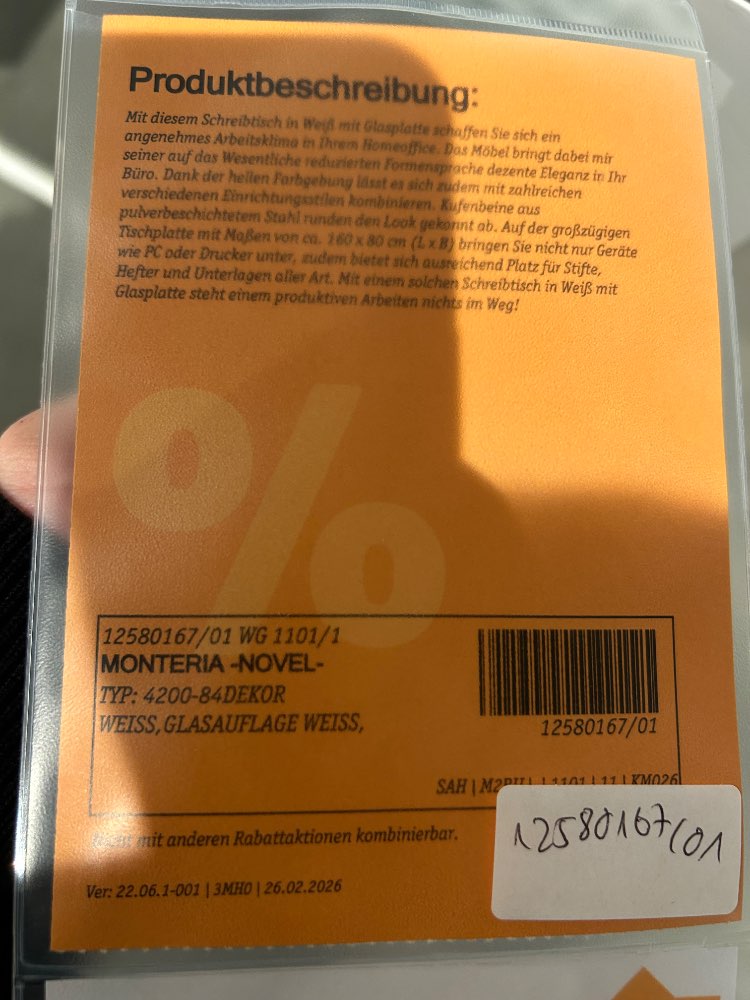 Produktbeschreibung:
Mit diesem Schreibtisch in Weiß mit Glasplatte schaffen Sie sich ein
angenehmes Arbeitsklima in Ihrem Homeoffice. Das Möbel bringt dabei mir
seiner auf das Wesentliche reduzierten Formensprache dezente Eleganz in Ihr
Büro. Dank der hellen Farbgebung lässt es sich zudem mit zahlreichen
verschiedenen Einrichtungsstilen kombinieren. Kufenbeine aus
pulverbeschichtetem Stahl runden den Look gekonnt ab. Auf der großzügigen
Tischplatte mit Maßen von ca. 160 x 80 cm (L x B) bringen Sie nicht nur Geräte
wie PC oder Drucker unter, zudem bietet sich ausreichend Platz für Stifte,
Hefter und Unterlagen aller Art. Mit einem solchen Schreibtisch in Weiß mit
Glasplatte steht einem produktiven Arbeiten nichts im Weg!
%
12580167/01 WG 1101/1
MONTERIA -NOVEL-
TYP: 4200-84DEKOR
WEISS,GLASAUFLAGE WEISS,
12580167/01
SAH | | 1101 | 11 | KM026
mit anderen Rabattaktionen kombinierbar.
12580167/01
Ver: 22.06.1-001 | 3MH0 | 26.02.2026